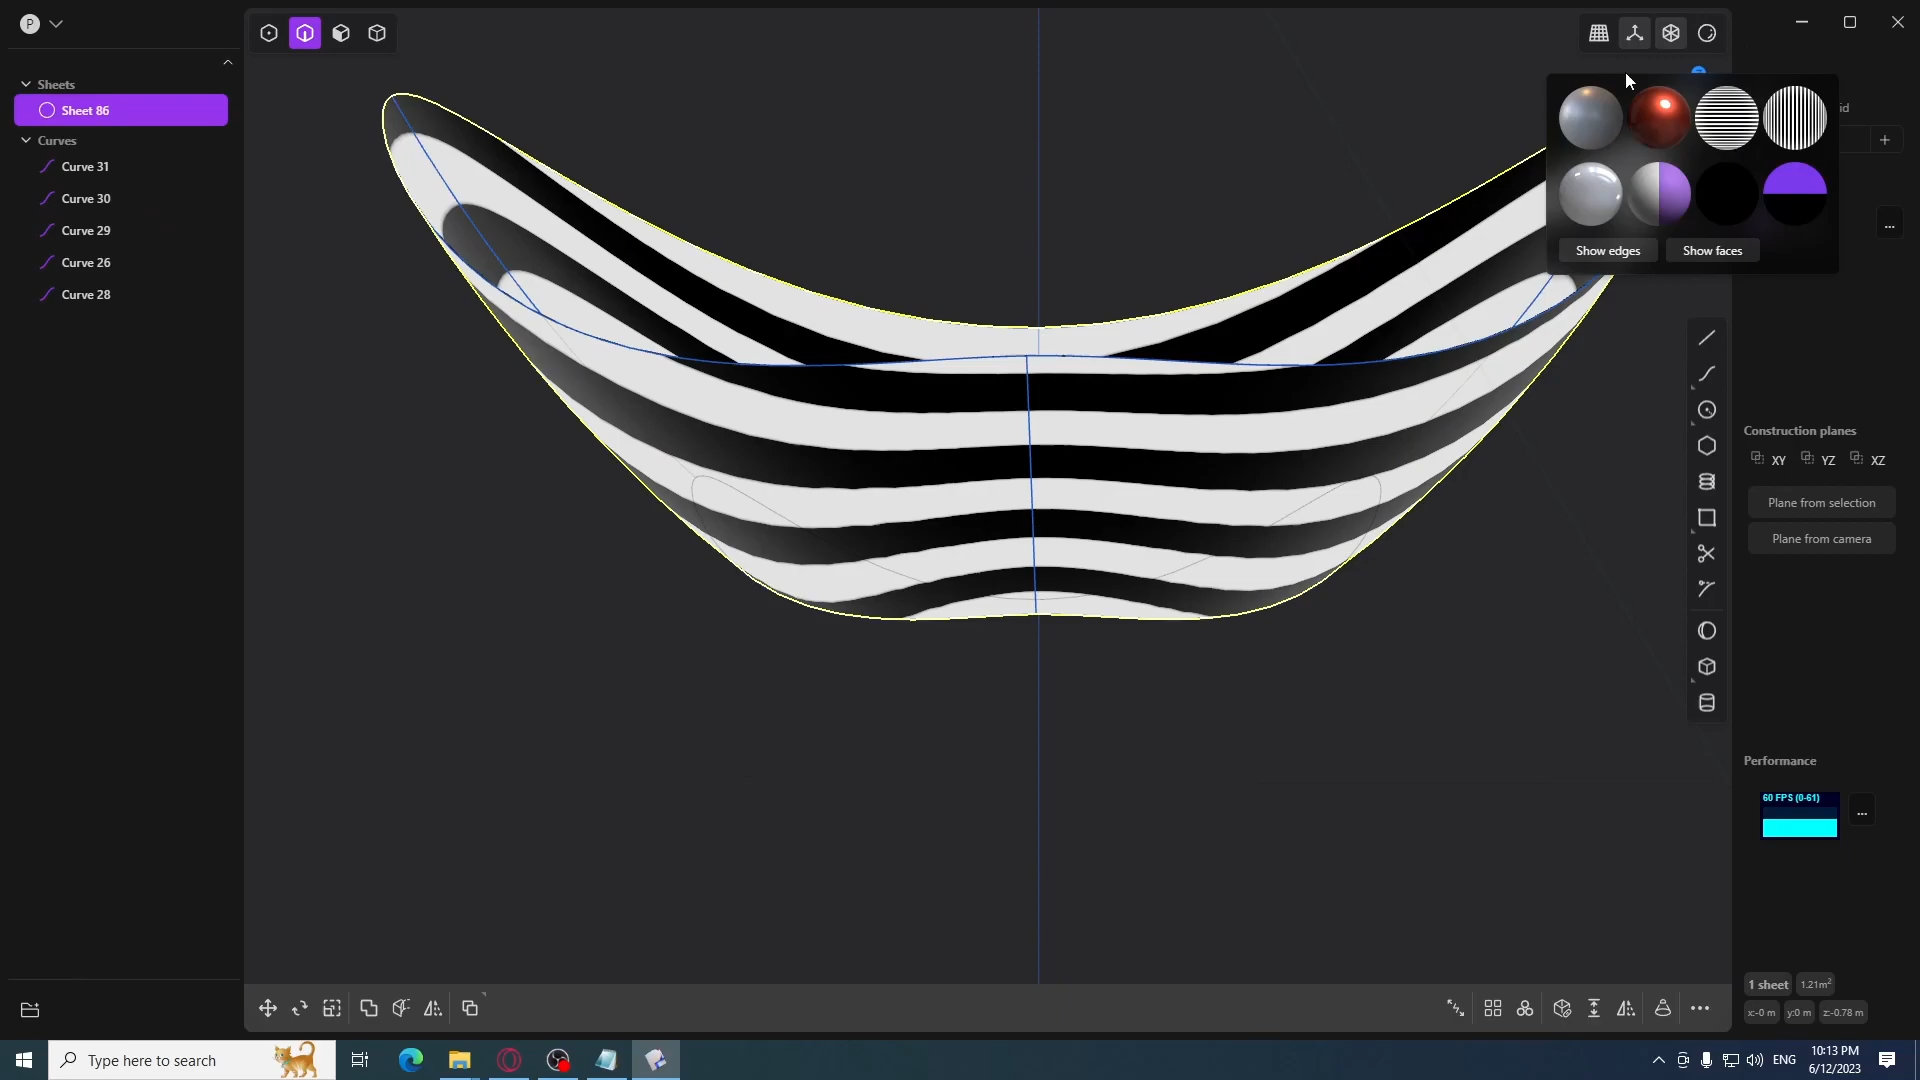 P
Sheets
Sheet 86
Curves
Curve 31
Curve 30
Curve 29
Curve 26
Curve 28
id
Show edges
Show faces
Construction planes
XY
YZ
XZ
Plane from selection
Plane from camera
Performance
60 FPS (0-61)
1 sheet
1.21m²
x:-0 m
y:0 m
z:-0.78 m
Type here to search
ENG
10:13 PM
6/12/2023